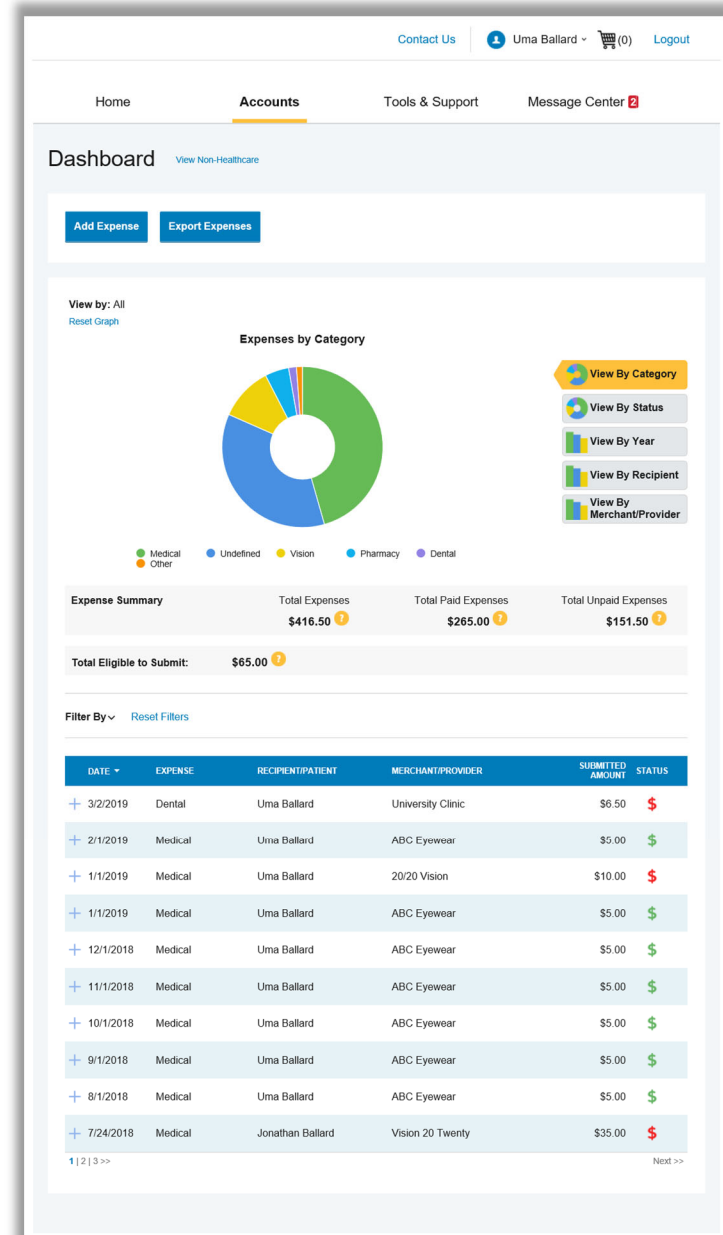 Contact Us Uma Ballard (0) Logout
Home Accounts Tools & Support Message Center 2
Dashboard View Non-Healthcare
Add Expense Export Expenses
View by: All
Reset Graph
Expenses by Category
View By Category
View By Status
View By Year
View By Recipient
View By
Merchant/Provider
Medical Undefined Vision Pharmacy Dental
Other
Expense Summary Total Expenses Total Paid Expenses Total Unpaid Expenses
$416.50 ? $265.00 ? $151.50 ?
Total Eligible to Submit: $65.00 ?
Filter By Reset Filters
DATE EXPENSE RECIPIENT/PATIENT MERCHANT/PROVIDER SUBMITTED AMOUNT STATUS
+ 3/2/2019 Dental Uma Ballard University Clinic $6.50 $
+ 2/1/2019 Medical Uma Ballard ABC Eyewear $5.00 $
+ 1/1/2019 Medical Uma Ballard 20/20 Vision $10.00 $
+ 1/1/2019 Medical Uma Ballard ABC Eyewear $5.00 $
+ 12/1/2018 Medical Uma Ballard ABC Eyewear $5.00 $
+ 11/1/2018 Medical Uma Ballard ABC Eyewear $5.00 $
+ 10/1/2018 Medical Uma Ballard ABC Eyewear $5.00 $
+ 9/1/2018 Medical Uma Ballard ABC Eyewear $5.00 $
+ 8/1/2018 Medical Uma Ballard ABC Eyewear $5.00 $
+ 7/24/2018 Medical Jonathan Ballard Vision 20 Twenty $35.00 $
1 | 2 | 3 >> Next >>